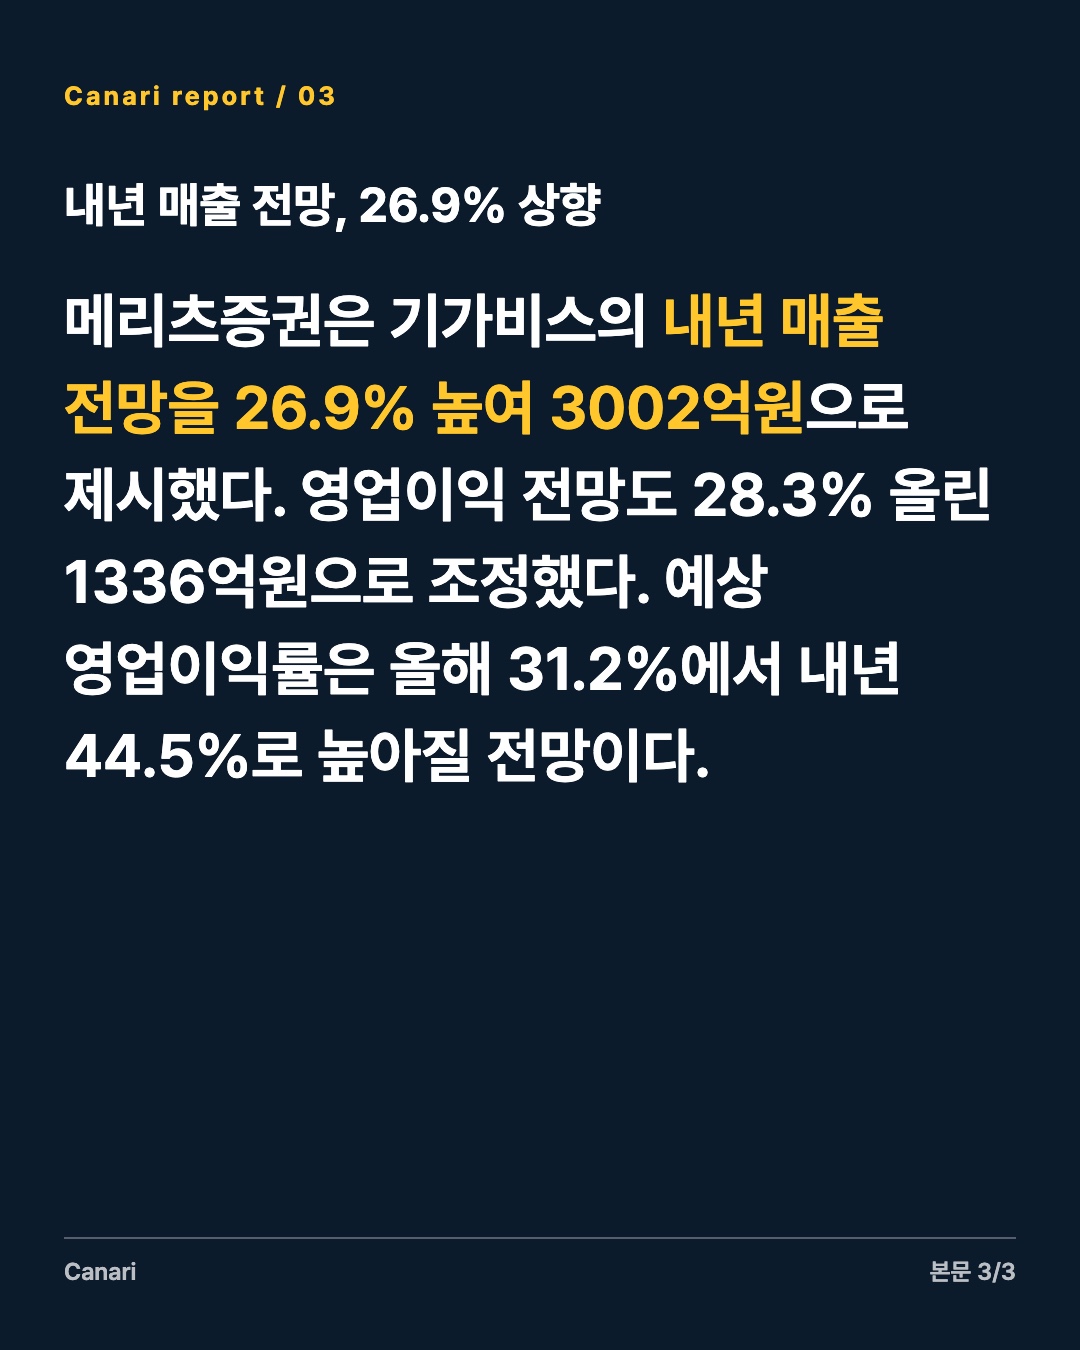 Canari report / 03
내년 매출 전망, 26.9% 상향
메리츠증권은 기가비스의 내년 매출
전망을 26.9% 높여 3002억원으로
제시했다. 영업이익 전망도 28.3% 올린
1336억원으로 조정했다. 예상
영업이익률은 올해 31.2%에서 내년
44.5%로 높아질 전망이다.
Canari
본문 3/3